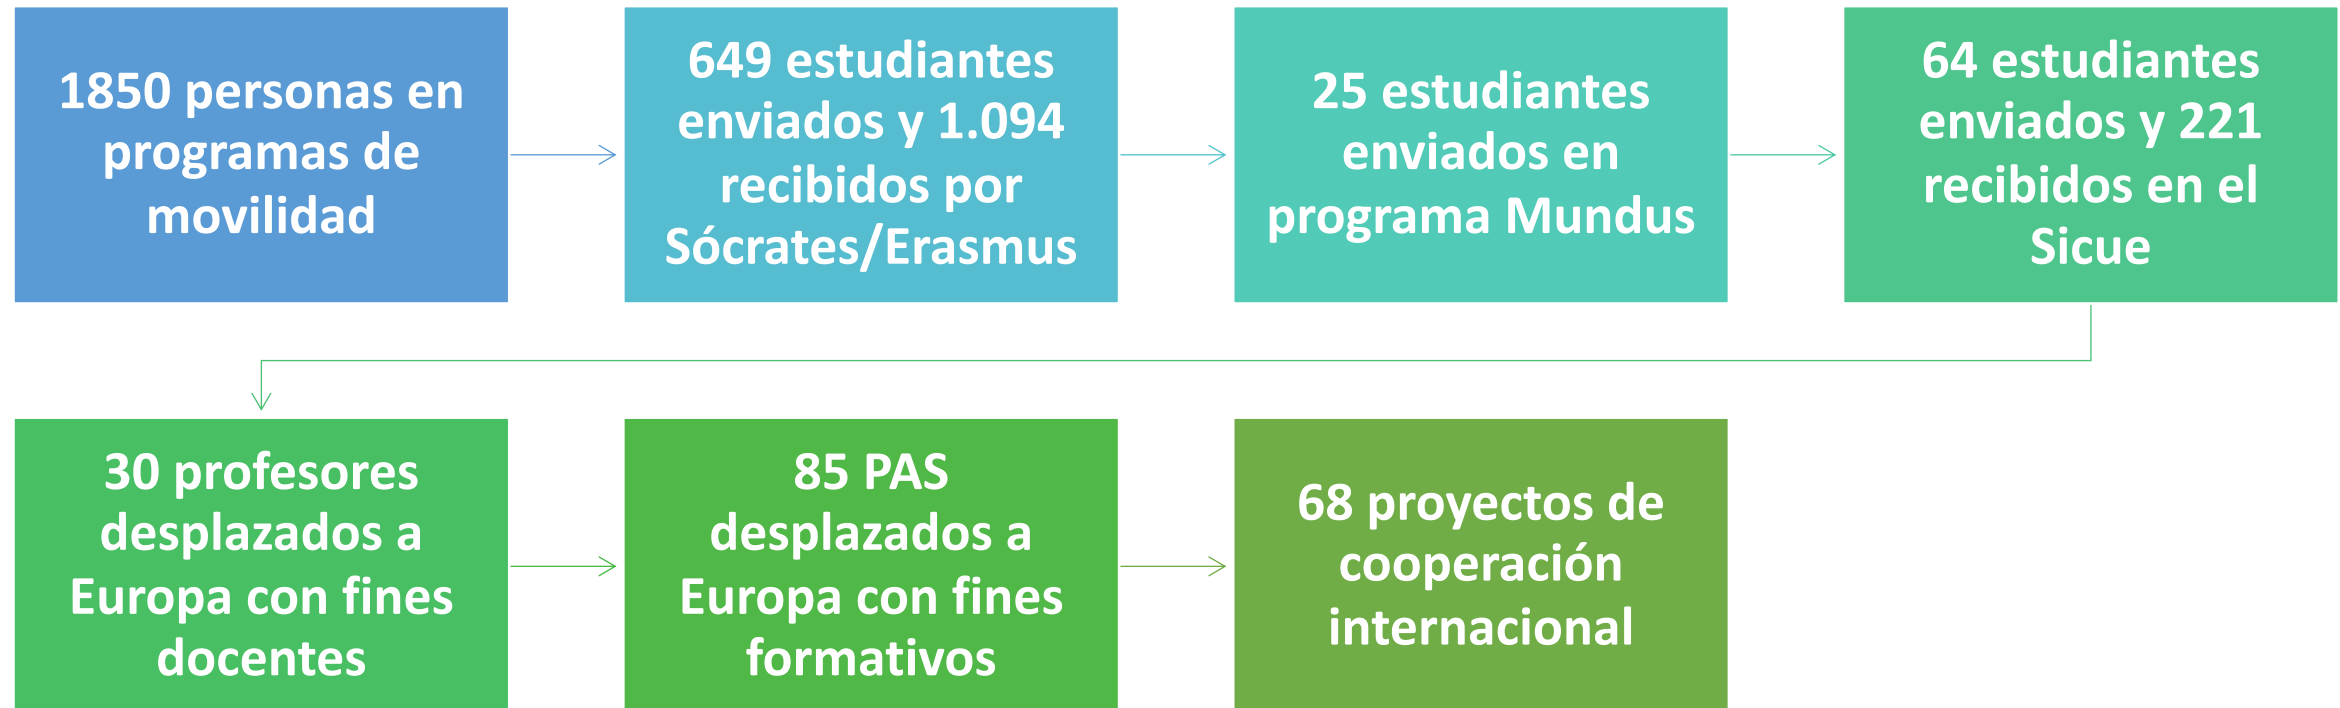 1850 personas en
programas de
movilidad
649 estudiantes
enviados y 1.094
recibidos por
Sócrates/Erasmus
25 estudiantes
enviados en
programa Mundus
64 estudiantes
enviados y 221
recibidos en el
Sicue
30 profesores
desplazados a
Europa con fines
docentes
85 PAS
desplazados a
Europa con fines
formativos
68 proyectos de
cooperación
internacional